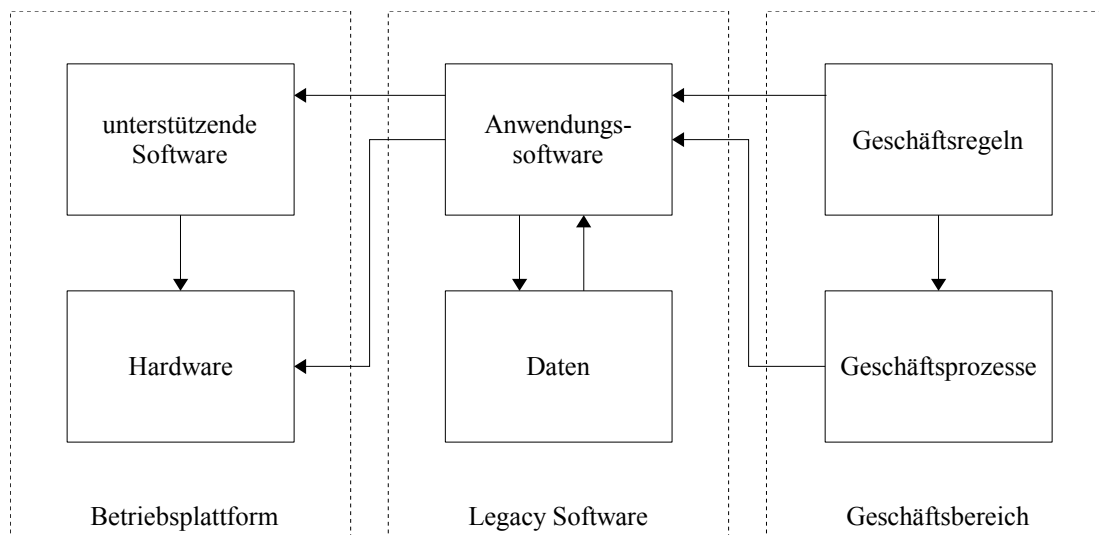 unterstützende
Software
Anwendungs-
software
Geschäftsregeln
Hardware
Daten
Geschäftsprozesse
Betriebsplattform
Legacy Software
Geschäftsbereich